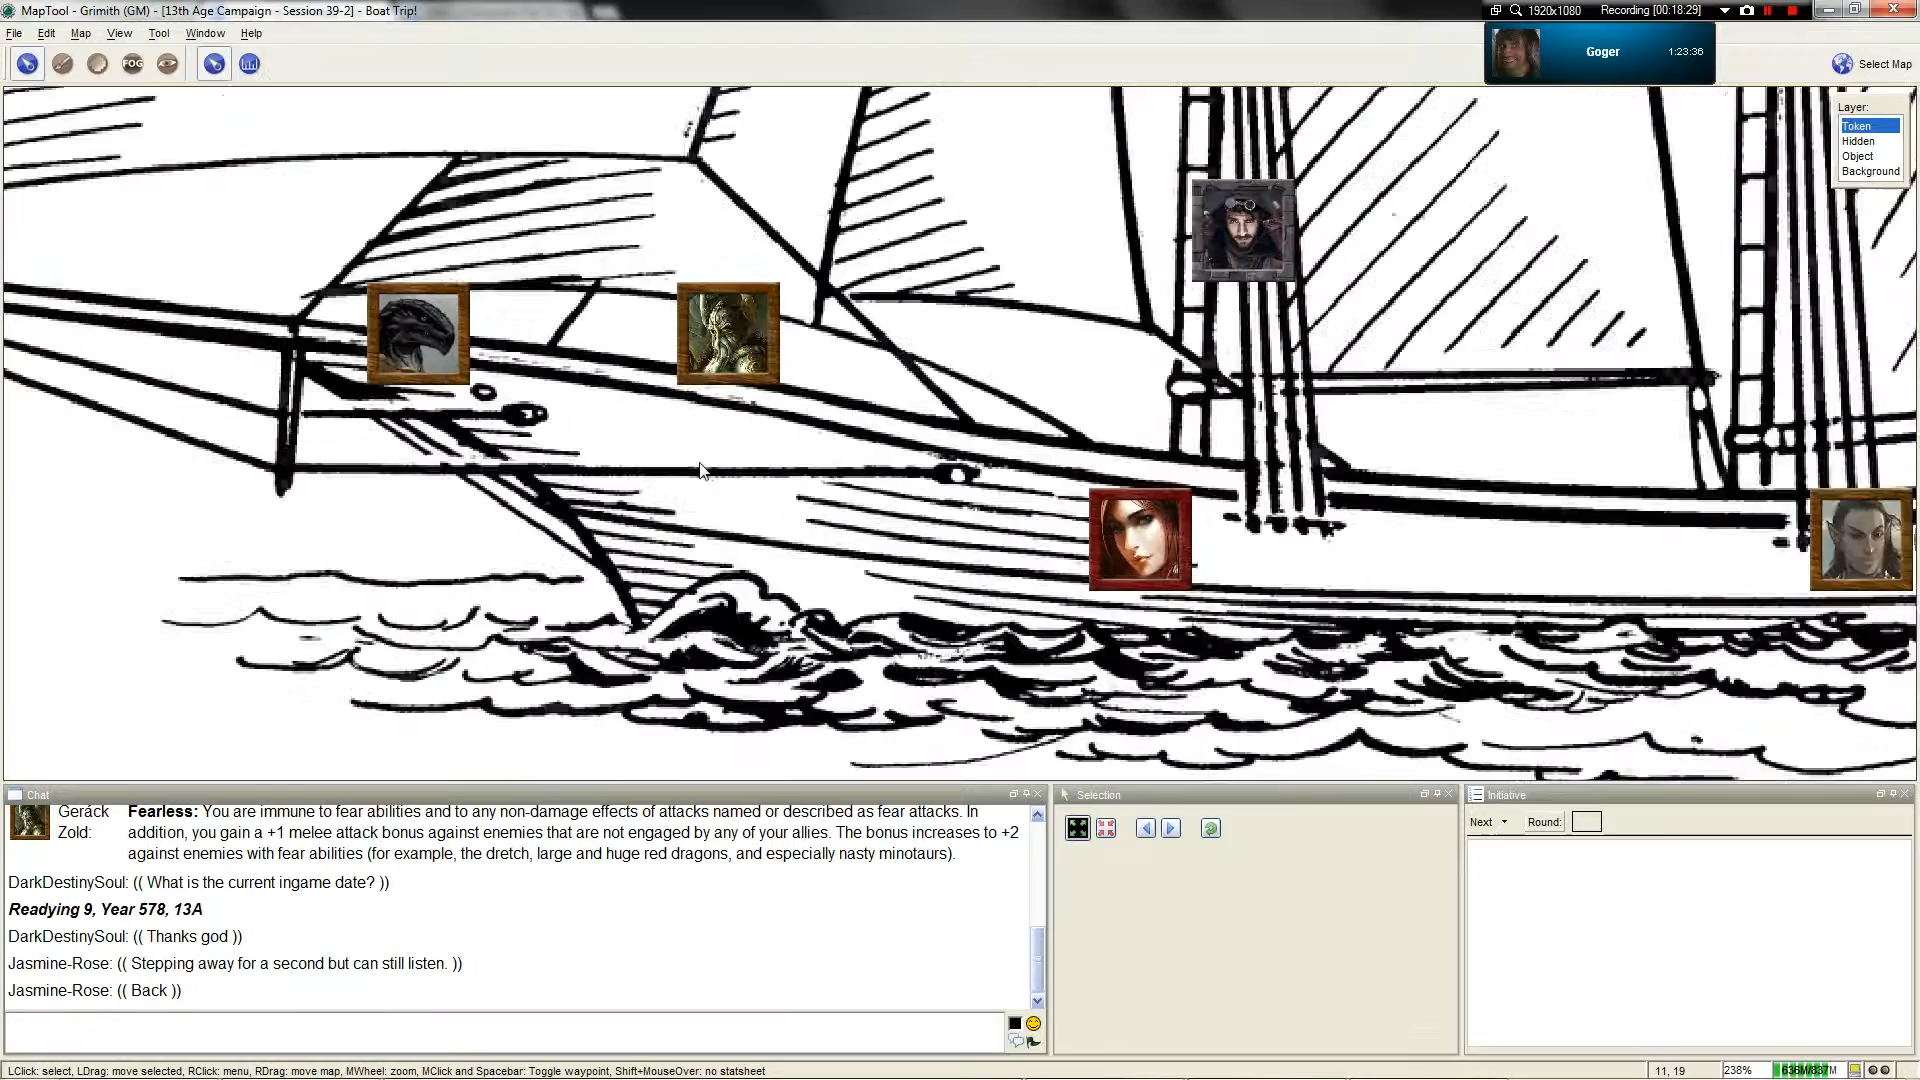 MapTool - Grimith (GM) - [13th Age Campaign - Session 39-2] - Boat Trip!
1920x1080
Recording [00:18:29]
File Edit Map View Tool Window Help
Goger
1:23:36
FOG
Select Map
Layer:
Token
Hidden
Object
Background
Chat
Geráck Zold:
Fearless: You are immune to fear abilities and to any non-damage effects of attacks named or described as fear attacks. In
addition, you gain a +1 melee attack bonus against enemies that are not engaged by any of your allies. The bonus increases to +2
against enemies with fear abilities (for example, the dretch, large and huge red dragons, and especially nasty minotaurs).
DarkDestinySoul: (( What is the current ingame date? ))
Readying 9, Year 578, 13A
DarkDestinySoul: (( Thanks god ))
Jasmine-Rose: (( Stepping away for a second but can still listen. ))
Jasmine-Rose: (( Back ))
Selection
Initiative
Next
Round:
LClick: select, LDrag: move selected, RClick: menu, RDrag: move map, MWheel: zoom, MClick and Spacebar: Toggle waypoint, Shift+MouseOver: no statsheet
11, 19
238%
636M/837M